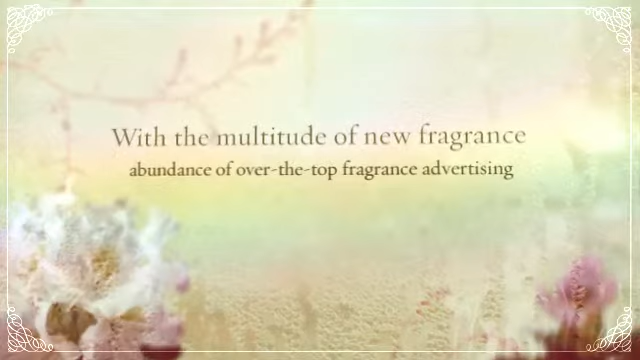 With the multitude of new fragrance
abundance of over-the-top fragrance advertising